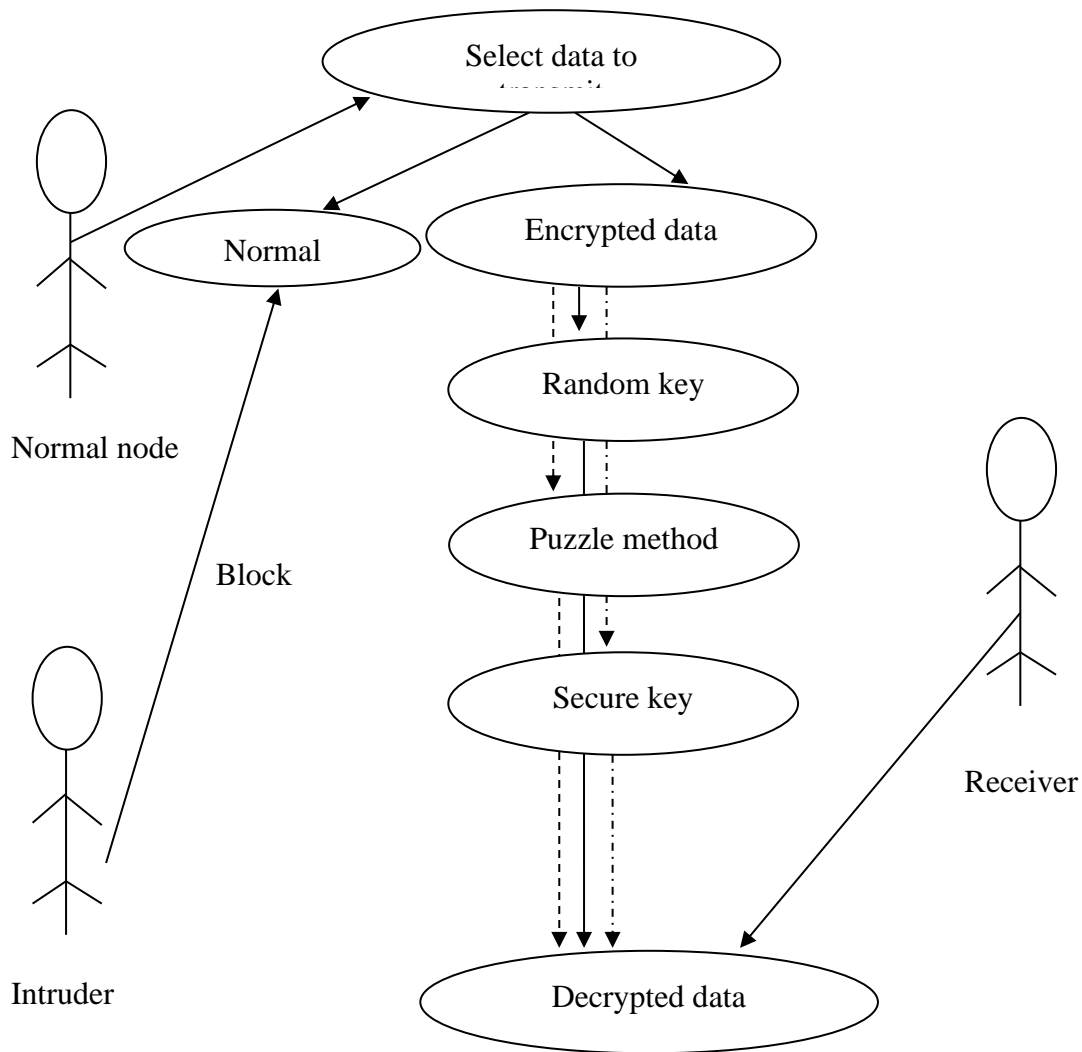 Select data to
Normal
Encrypted data
Random key
Normal node
Puzzle method
Block
Secure key
Receiver
Intruder
Decrypted data